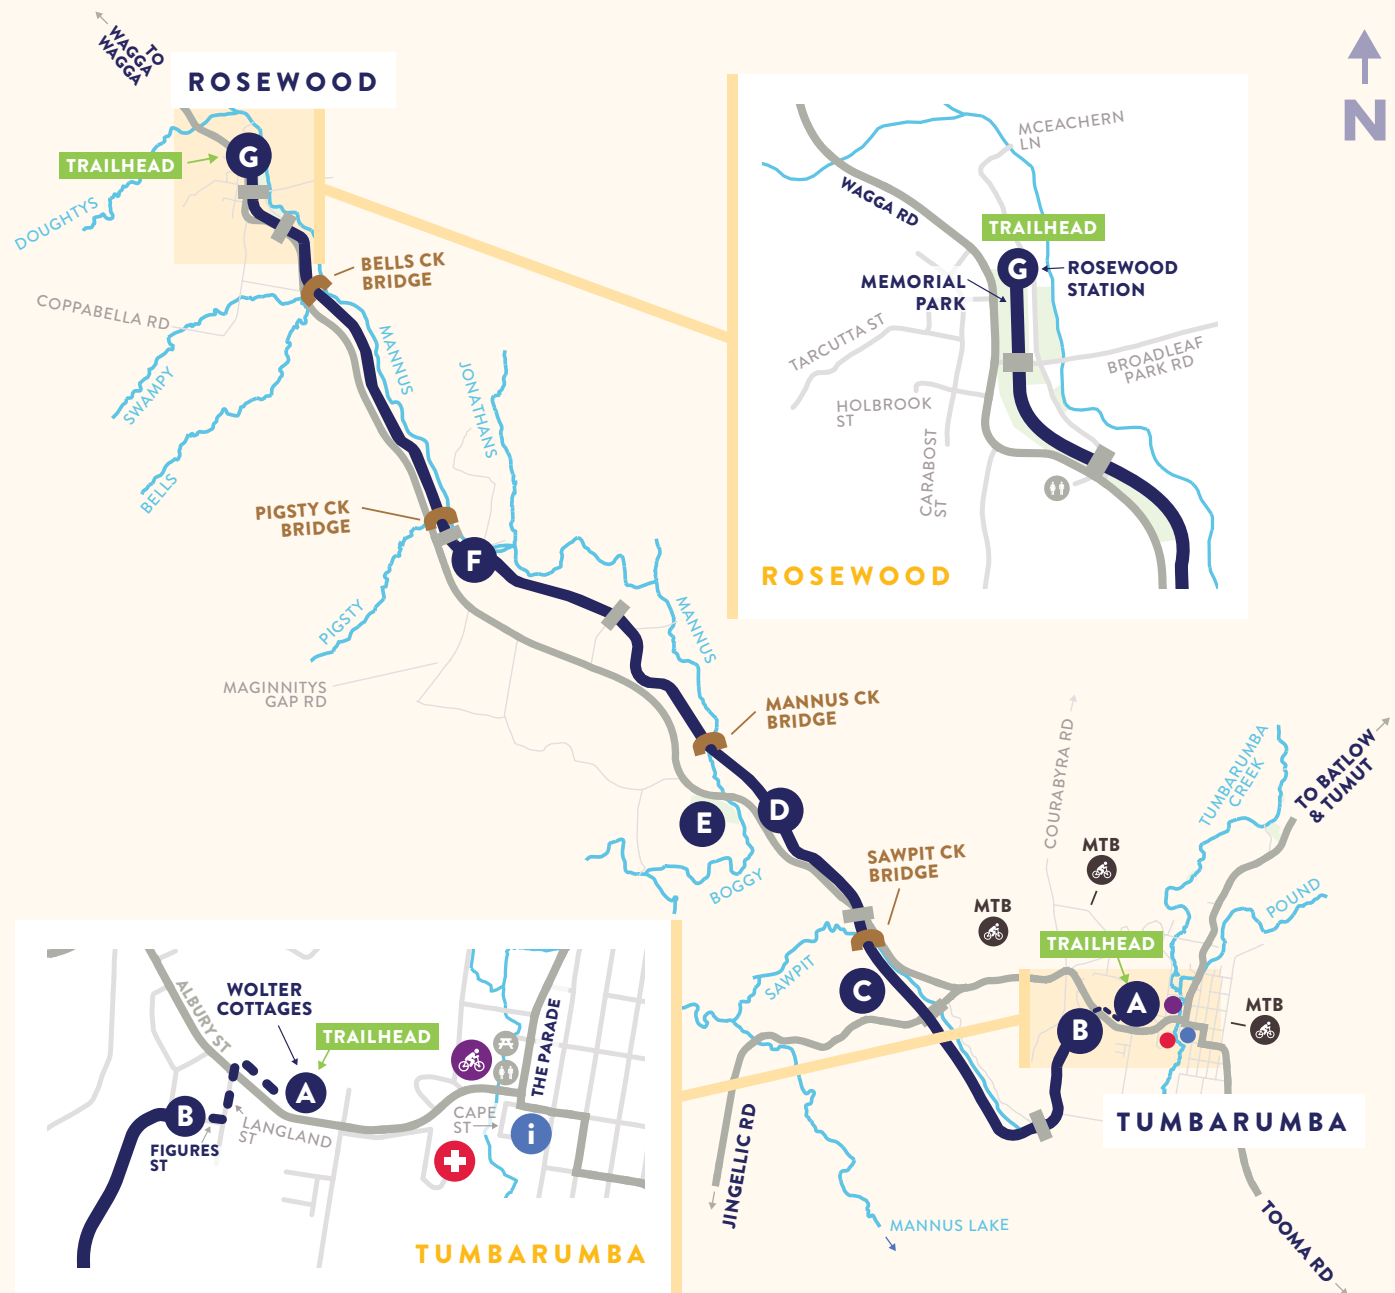 TO
WAGGA
WAGGA
ROSEWOOD
TRAILHEAD
G
DOUGHTYS
BELLS CK
BRIDGE
COPPABELLA RD
SWAMPY
BELLS
MANNUS
JONATHANS
PIGSTY CK
BRIDGE
F
PIGSTY
MAGINNITYS
GAP RD
MANNUS
MANNUS CK
BRIDGE
E
D
BOGGY
SAWPIT CK
BRIDGE
C
SAWPIT
MTB
MTB
MTB
COURABYRA RD
TRAILHEAD
A
B
TUMBARUMBA
CREEK
TO BATLOW
& TUMUT
POUND
TUMBARUMBA
JINGELLIC RD
MANNUS LAKE
TOOMA RD
N
MCEACHERN
LN
WAGGA RD
TRAILHEAD
G
ROSEWOOD
STATION
MEMORIAL
PARK
TARCUTTA ST
BROADLEAF
PARK RD
HOLBROOK
ST
CARABOST
ST
ROSEWOOD
ALBURY ST
WOLTER
COTTAGES
TRAILHEAD
A
B
FIGURES
ST
LANGLAND
ST
THE PARADE
CAPE
ST
i
TUMBARUMBA